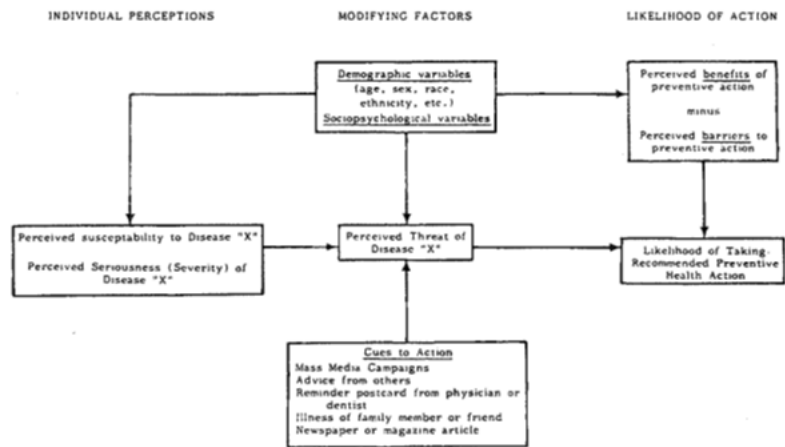 INDIVIDUAL PERCEPTIONS
MODIFYING FACTORS
LIKELIHOOD OF ACTION
Demographic variables
(age, sex, race,
ethnicity, etc.)
Sociopsychological variables
Perceived benefits of
preventive action
minus
Perceived barriers to
preventive action
Perceived susceptability to Disease "X"
Perceived Seriousness (Severity) of
Disease "X"
Perceived Threat of
Disease "X"
Likelihood of Taking
Recommended Preventive
Health Action
Cues to Action
Mass Media Campaigns
Advice from others
Reminder postcard from physician or
dentist
Illness of family member or friend
Newspaper or magazine article